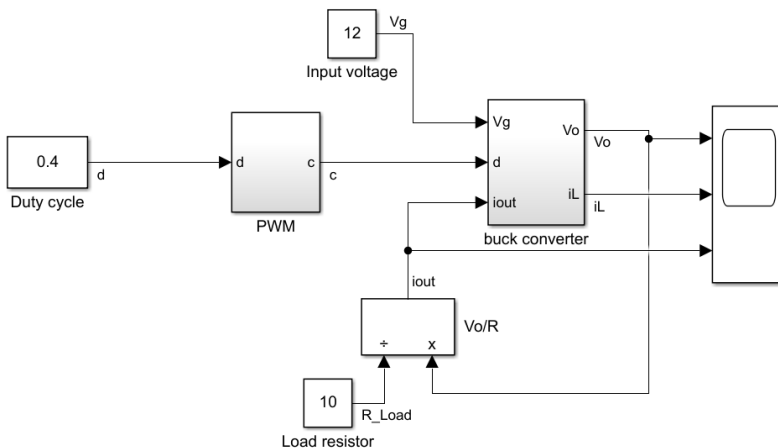 12
Vg
Input voltage
0.4
d
Duty cycle
d
c
PWM
c
Vg
d
iout
Vo
iL
buck converter
Vo
iL
iout
÷
x
Vo/R
10
R_Load
Load resistor